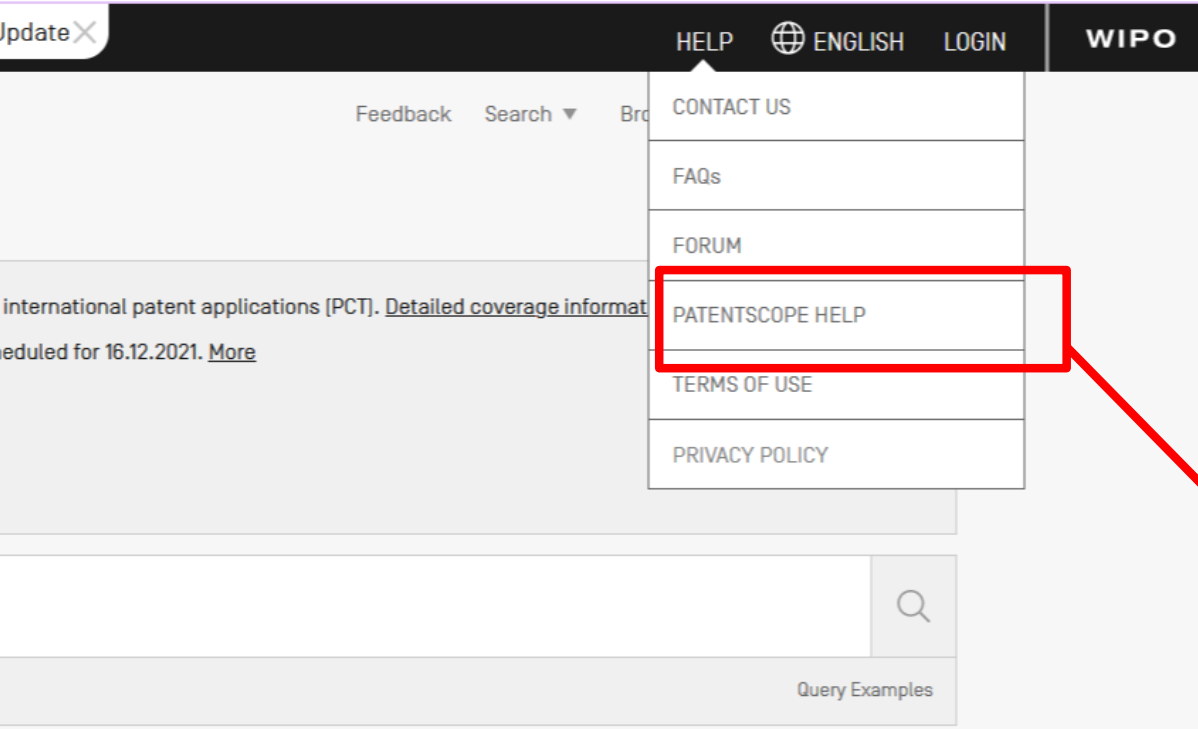 Update
HELP ENGLISH LOGIN WIPO
Feedback Search
CONTACT US
FAQs
FORUM
international patent applications (PCT). Detailed coverage informat
PATENTSCOPE HELP
eduled for 16.12.2021. More
TERMS OF USE
PRIVACY POLICY
Query Examples